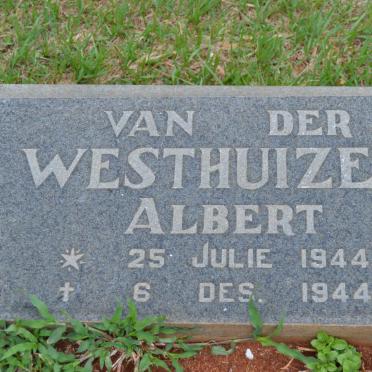 VAN DER
WESTHUIZE
ALBERT
* 25 JULIE 1944
† 6 DES. 1944